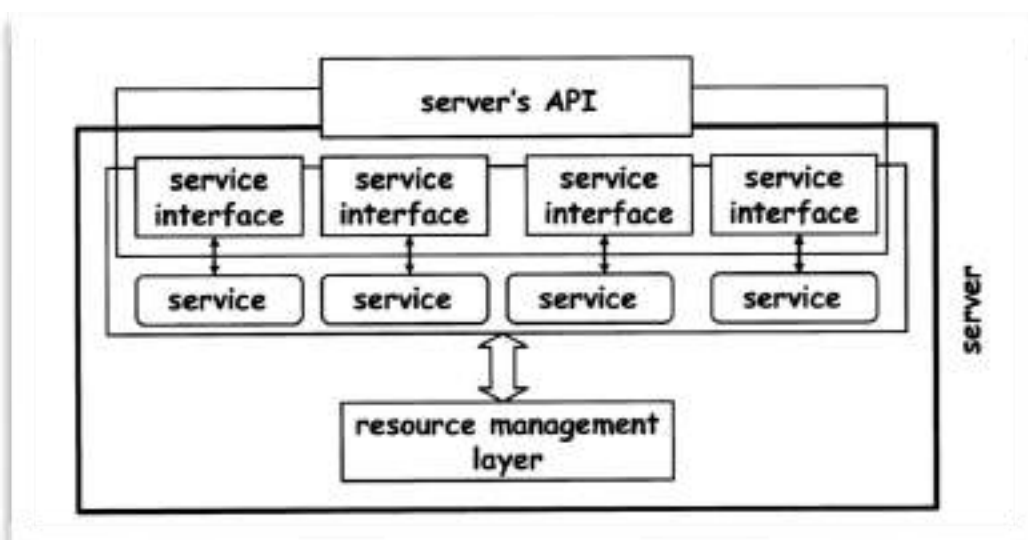 server's API
service interface
service interface
service interface
service interface
service
service
service
service
server
resource management
layer